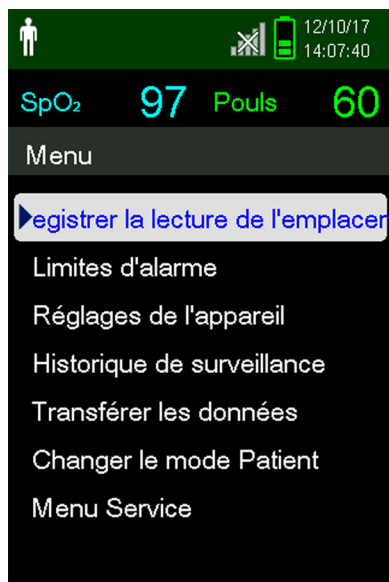 12/10/17
14:07:40
SpO₂ 97 Pouls 60
Menu
egistrer la lecture de l'emplacer
Limites d'alarme
Réglages de l'appareil
Historique de surveillance
Transférer les données
Changer le mode Patient
Menu Service